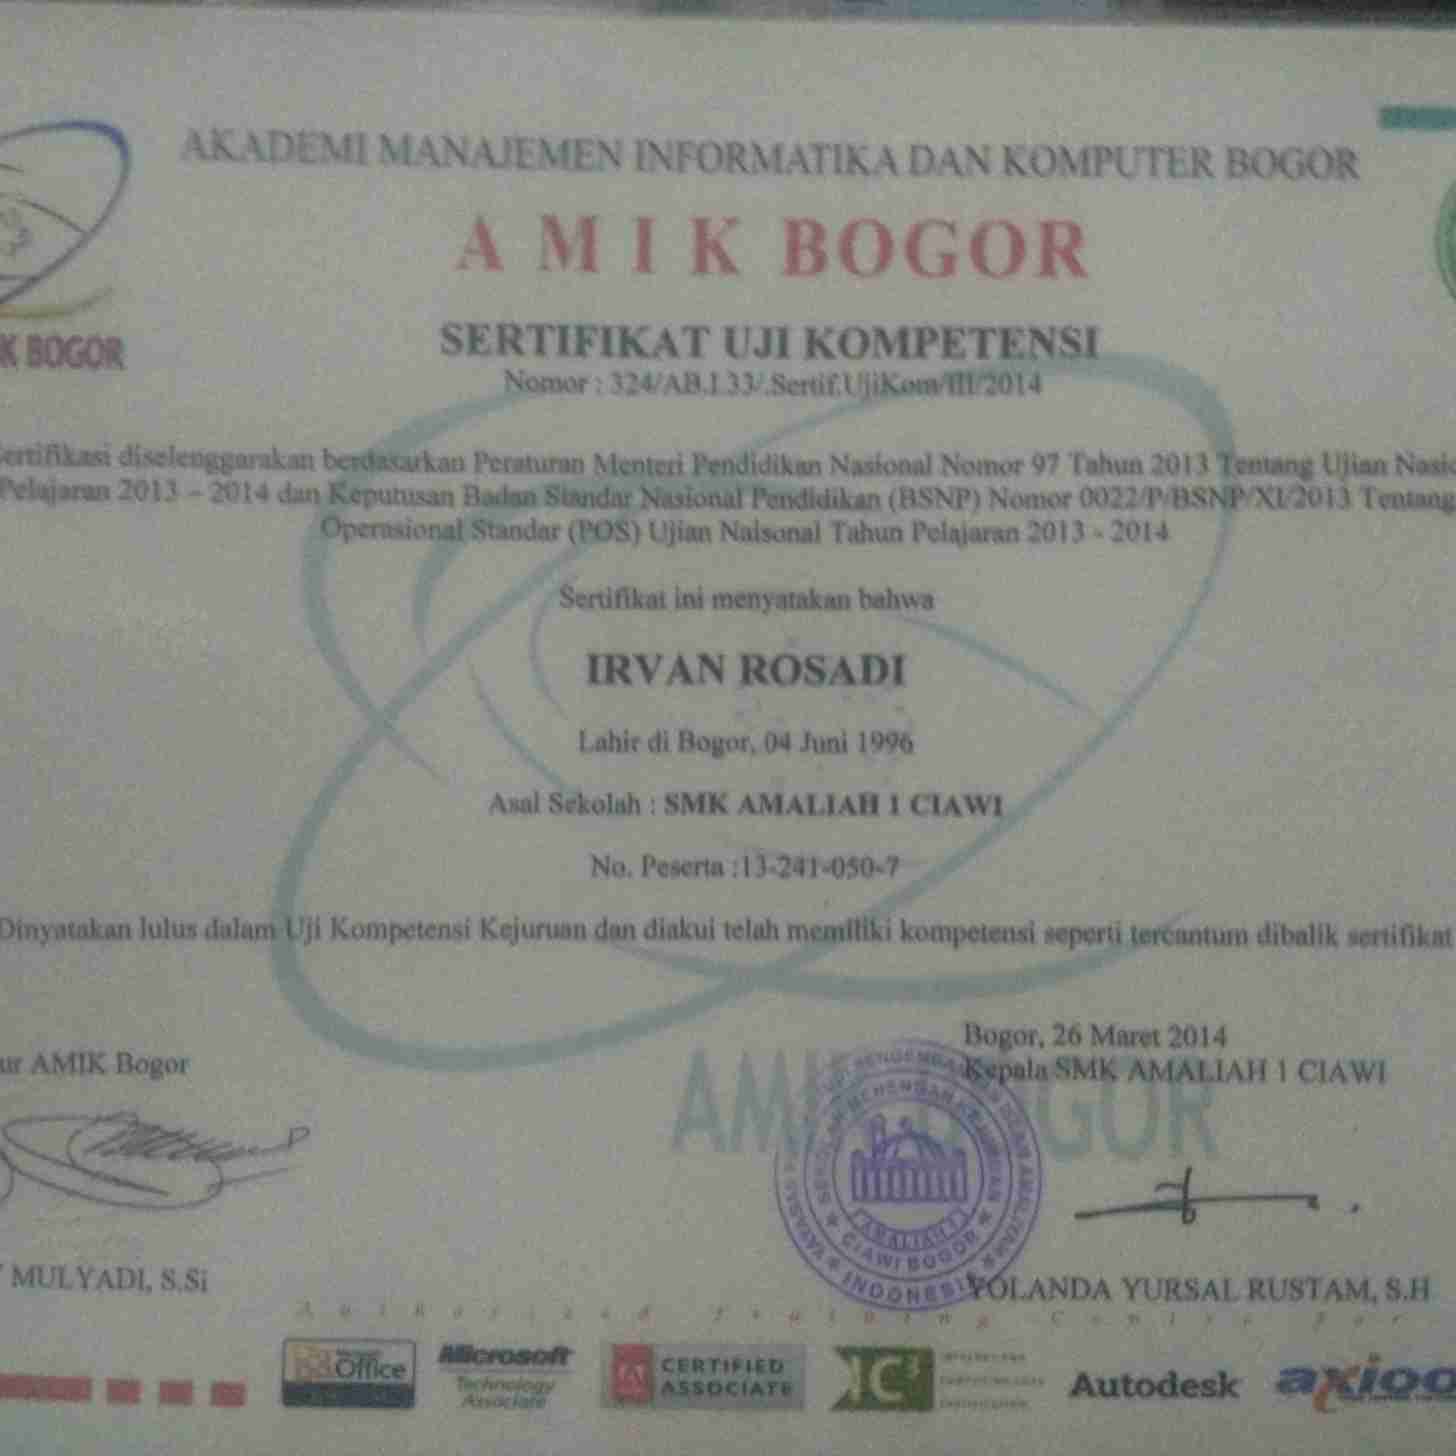 AKADEMI MANAJEMEN INFORMATIKA DAN KOMPUTER BOGOR
A M I K BOGOR
K BOGOR
SERTIFIKAT UJI KOMPETENSI
Nomor : 324/AB.I.33/.Sertif.UjiKom/III/2014
ertifikasi diselenggarakan berdasarkan Peraturan Menteri Pendidikan Nasional Nomor 97 Tahun 2013 Tentang Ujian Nasio
Pelajaran 2013 – 2014 dan Keputusan Badan Standar Nasional Pendidikan (BSNP) Nomor 0022/P/BSNP/XI/2013 Tentang
Operasional Standar (POS) Ujian Naisonal Tahun Pelajaran 2013 - 2014
Sertifikat ini menyatakan bahwa
IRVAN ROSADI
Lahir di Bogor, 04 Juni 1996
Asal Sekolah : SMK AMALIAH 1 CIAWI
No. Peserta :13-241-050-7
Dinyatakan lulus dalam Uji Kompetensi Kejuruan dan diakui telah memiliki kompetensi seperti tercantum dibalik sertifikat
Bogor, 26 Maret 2014
ur AMIK Bogor
Kepala SMK AMALIAH 1 CIAWI
SEKOLAH MENENGAH KEJURUAN
AMALIAH 1
CIAWI BOGOR
INDONESIA
MULYADI, S.Si
YOLANDA YURSAL RUSTAM, S.H
Microsoft Office
Microsoft Technology Associate
CERTIFIED ASSOCIATE
IC3
Autodesk
axioo